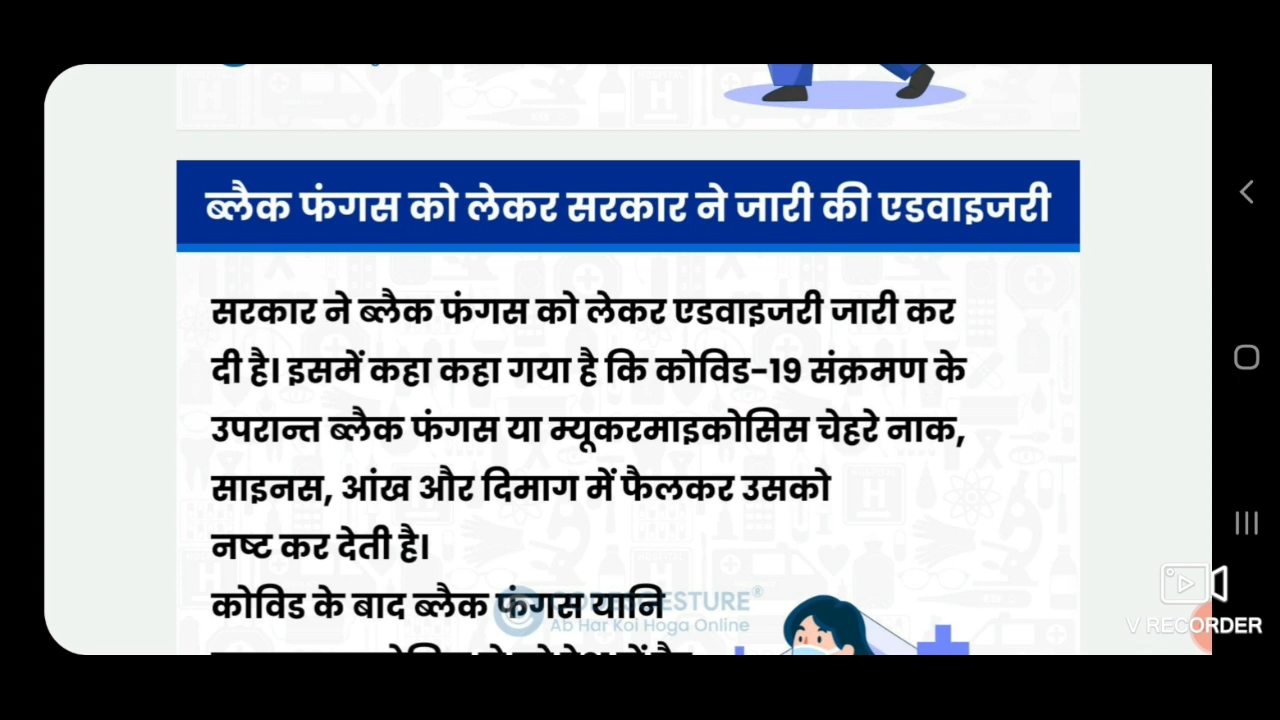 ब्लैक फंगस को लेकर सरकार ने जारी की एडवाइजरी
सरकार ने ब्लैक फंगस को लेकर एडवाइजरी जारी कर
दी है। इसमें कहा कहा गया है कि कोविड-19 संक्रमण के
उपरान्त ब्लैक फंगस या म्यूकरमाइकोसिस चेहरे नाक,
साइनस, आंख और दिमाग में फैलकर उसको
नष्ट कर देती है।
कोविड के बाद ब्लैक फंगस यानि
Ab Har Koi Hoga Online
V RECORDER